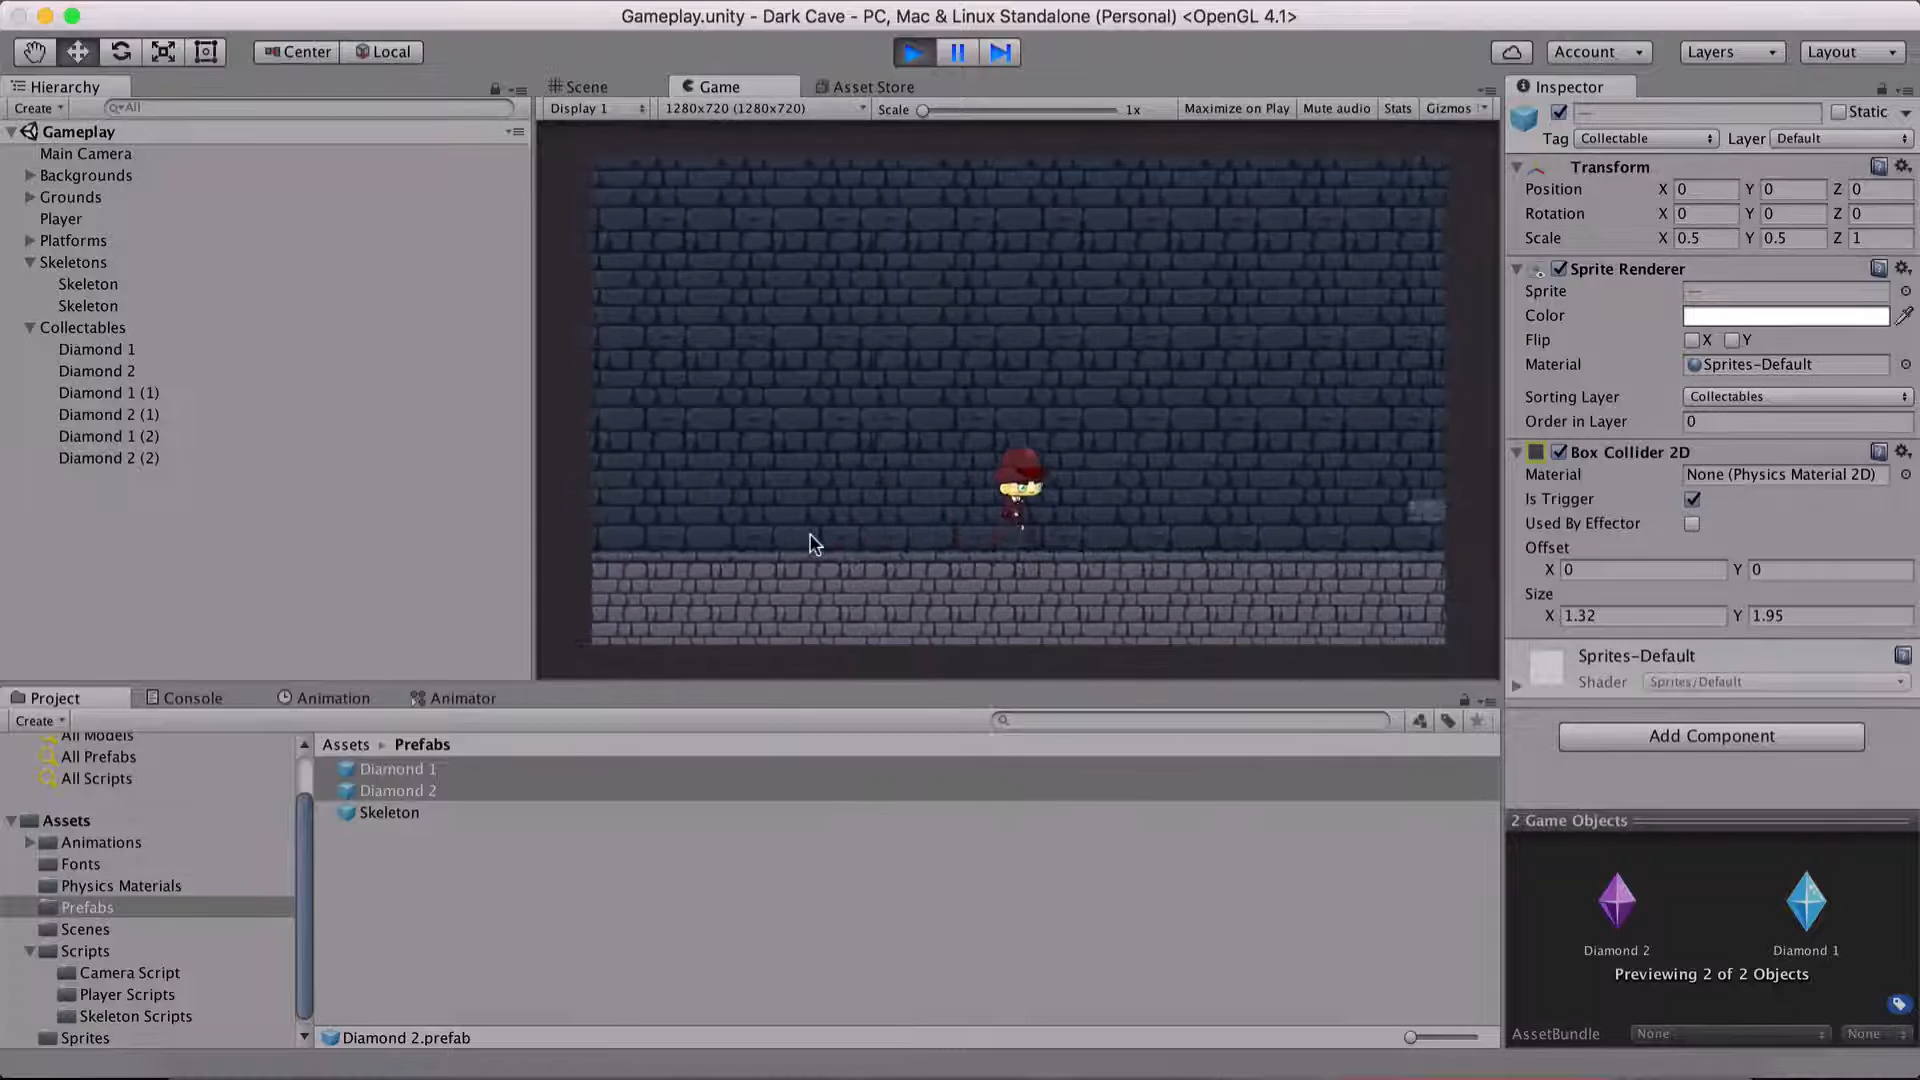 Gameplay.unity - Dark Cave - PC, Mac & Linux Standalone (Personal) <OpenGL 4.1>
Center Local Account Layers Layout
Hierarchy
Create All
Gameplay
Main Camera
Backgrounds
Grounds
Player
Platforms
Skeletons
Skeleton
Skeleton
Collectables
Diamond 1
Diamond 2
Diamond 1 (1)
Diamond 2 (1)
Diamond 1 (2)
Diamond 2 (2)
Scene Game Asset Store
Display 1 1280x720 (1280x720) Scale 1x Maximize on Play Mute audio Stats Gizmos
Inspector
— Static
Tag Collectable Layer Default
Transform
Position X 0 Y 0 Z 0
Rotation X 0 Y 0 Z 0
Scale X 0.5 Y 0.5 Z 1
Sprite Renderer
Sprite —
Color
Flip X Y
Material Sprites-Default
Sorting Layer Collectables
Order in Layer 0
Box Collider 2D
Material None (Physics Material 2D)
Is Trigger
Used By Effector
Offset
X 0 Y 0
Size
X 1.32 Y 1.95
Sprites-Default
Shader Sprites/Default
Add Component
2 Game Objects
Diamond 2 Diamond 1
Previewing 2 of 2 Objects
AssetBundle None None
Project Console Animation Animator
Create
All Models
All Prefabs
All Scripts
Assets
Animations
Fonts
Physics Materials
Prefabs
Scenes
Scripts
Camera Script
Player Scripts
Skeleton Scripts
Sprites
Assets Prefabs
Diamond 1
Diamond 2
Skeleton
Diamond 2.prefab